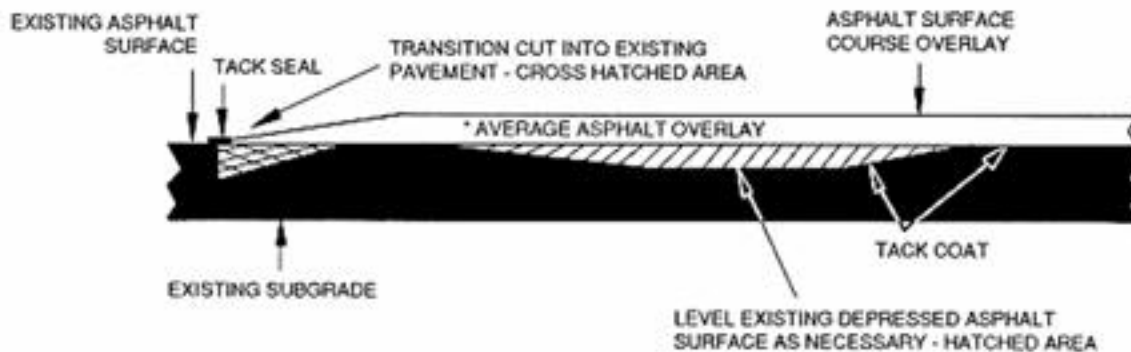 EXISTING ASPHALT
SURFACE
TACK SEAL
TRANSITION CUT INTO EXISTING
PAVEMENT - CROSS HATCHED AREA
ASPHALT SURFACE
COURSE OVERLAY
* AVERAGE ASPHALT OVERLAY
TACK COAT
EXISTING SUBGRADE
LEVEL EXISTING DEPRESSED ASPHALT
SURFACE AS NECESSARY - HATCHED AREA